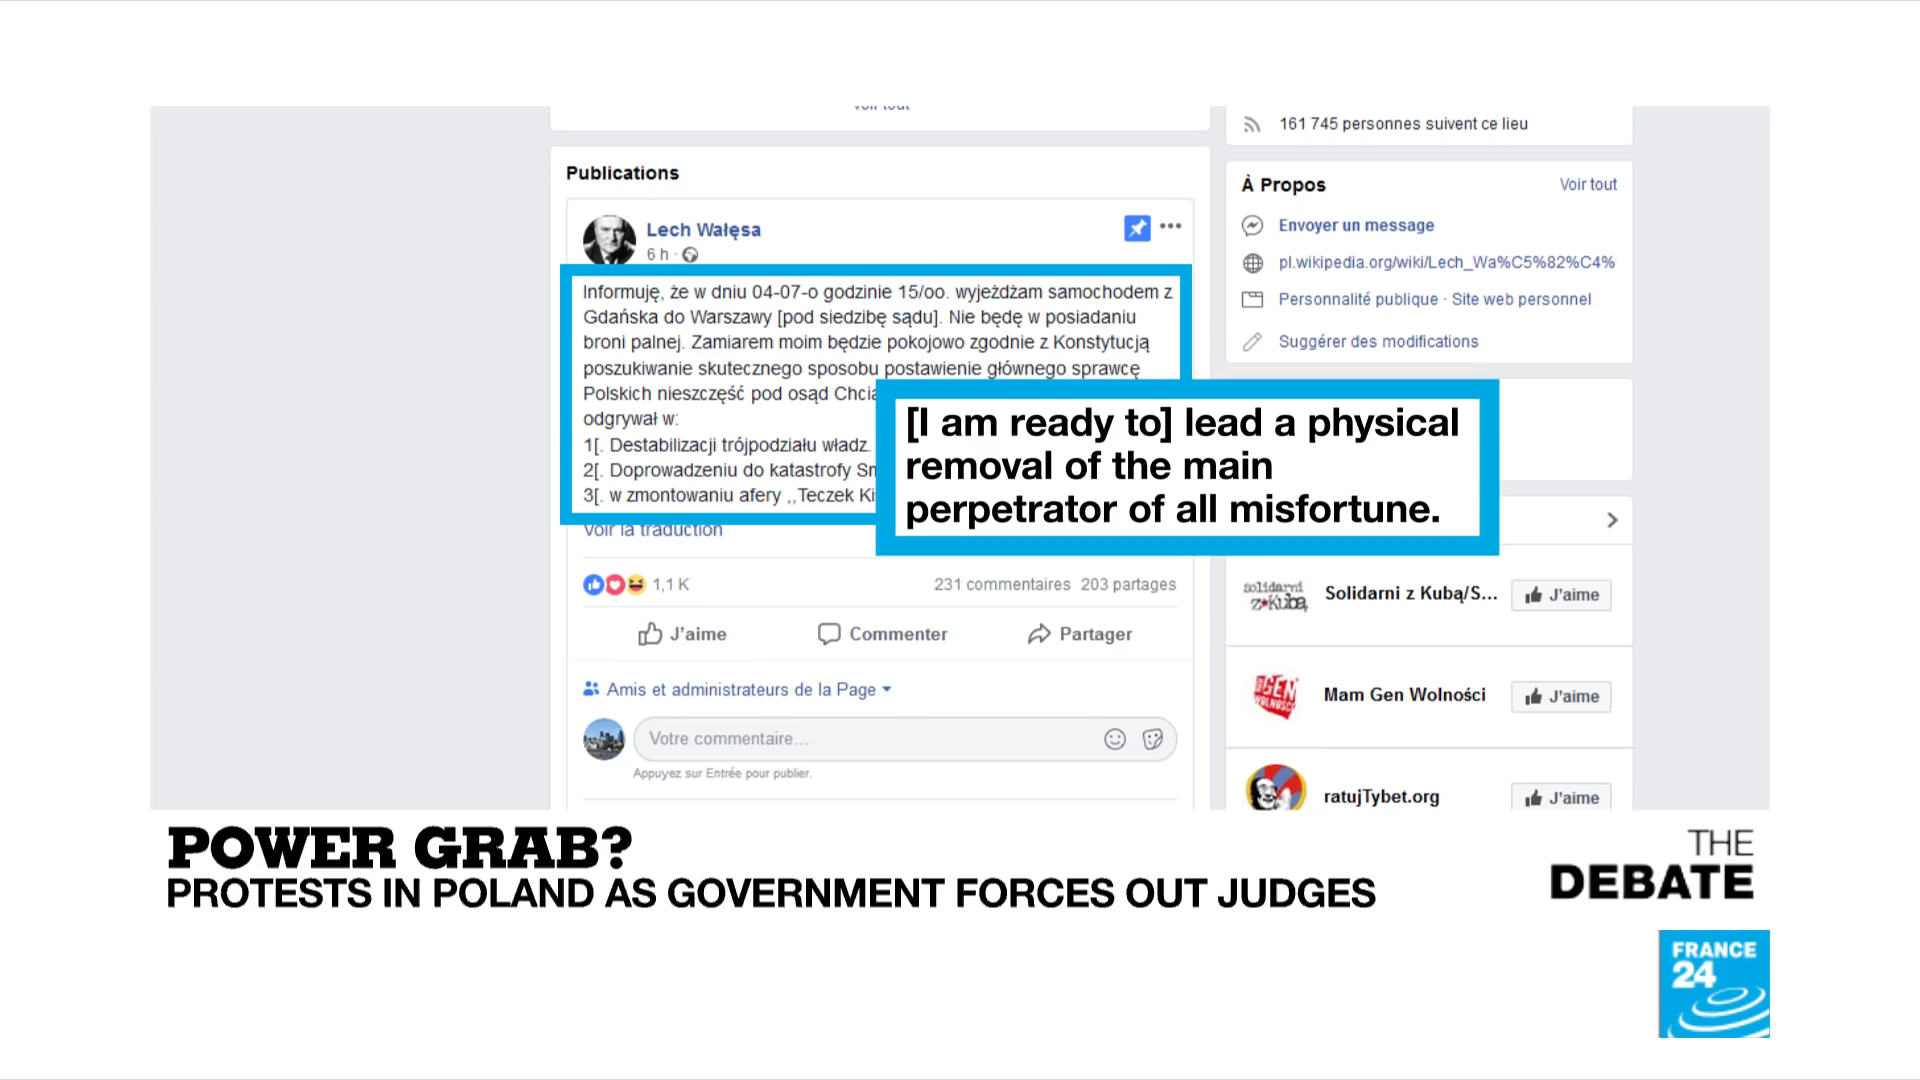 161 745 personnes suivent ce lieu
Publications
Lech Wałęsa
6 h ·
Informuję, że w dniu 04-07-o godzinie 15/oo. wyjeżdżam samochodem z
Gdańska do Warszawy [pod siedzibę sądu]. Nie będę w posiadaniu
broni palnej. Zamiarem moim będzie pokojowo zgodnie z Konstytucją
poszukiwanie skutecznego sposobu postawienie głównego sprawcę
Polskich nieszczęść pod osąd
odgrywał w:
1[. Destabilizacji trójpodziału władz.
2[. Doprowadzeniu do katastrofy
3[. w zmontowaniu afery ,,Teczek
Voir la traduction
1,1 K
231 commentaires 203 partages
J'aime
Commenter
Partager
Amis et administrateurs de la Page
Votre commentaire...
Appuyez sur Entrée pour publier.
À Propos
Voir tout
Envoyer un message
pl.wikipedia.org/wiki/Lech_Wa%C5%82%C4%
Personnalité publique · Site web personnel
Suggérer des modifications
[I am ready to] lead a physical
removal of the main
perpetrator of all misfortune.
solidarni
z Kubą
Solidarni z Kubą/S...
J'aime
Mam Gen Wolności
J'aime
ratujTybet.org
J'aime
POWER GRAB?
PROTESTS IN POLAND AS GOVERNMENT FORCES OUT JUDGES
THE
DEBATE
FRANCE
24